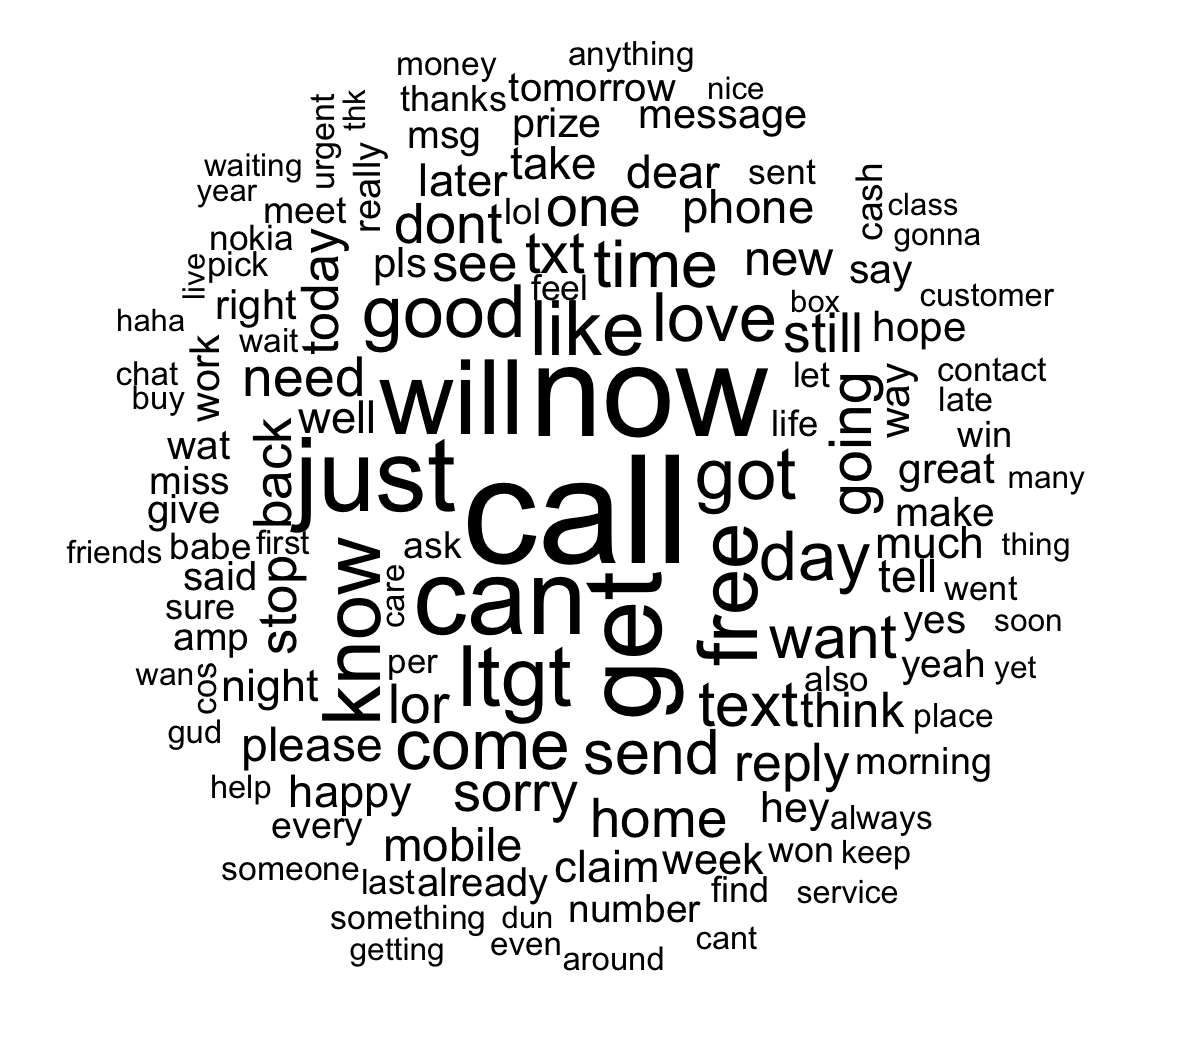 anything
money
tomorrow
nice
thanks
message
urgent
thk
msg
prize
really
waiting
later
take
dear
sent
cash
year
meet
dont
lol
one
phone
class
nokia
today
pls
see
txt
time
new
say
gonna
live
pick
right
good
feel
like
love
box
still
hope
customer
haha
wait
work
need
will
now
let
going
way
contact
chat
buy
well
life
late
win
wat
back
just
call
got
great
many
miss
give
make
friends
babe
first
know
ask
free
day
much
thing
said
stop
care
can
get
tell
went
sure
amp
want
yes
soon
wan
cos
night
per
lor
ltgt
text
also
think
yeah
yet
place
gud
please
come
send
reply
morning
help
happy
sorry
home
hey
always
every
mobile
claim
week
won
keep
someone
last
already
find
service
something
dun
number
getting
even
around
cant